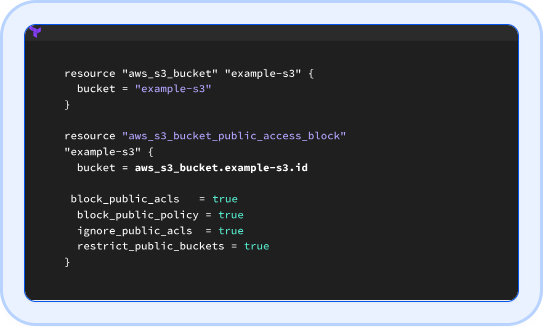 resource "aws_s3_bucket" "example-s3" {
  bucket = "example-s3"
}

resource "aws_s3_bucket_public_access_block"
"example-s3" {
  bucket = aws_s3_bucket.example-s3.id

 block_public_acls   = true
  block_public_policy = true
  ignore_public_acls  = true
  restrict_public_buckets = true
}